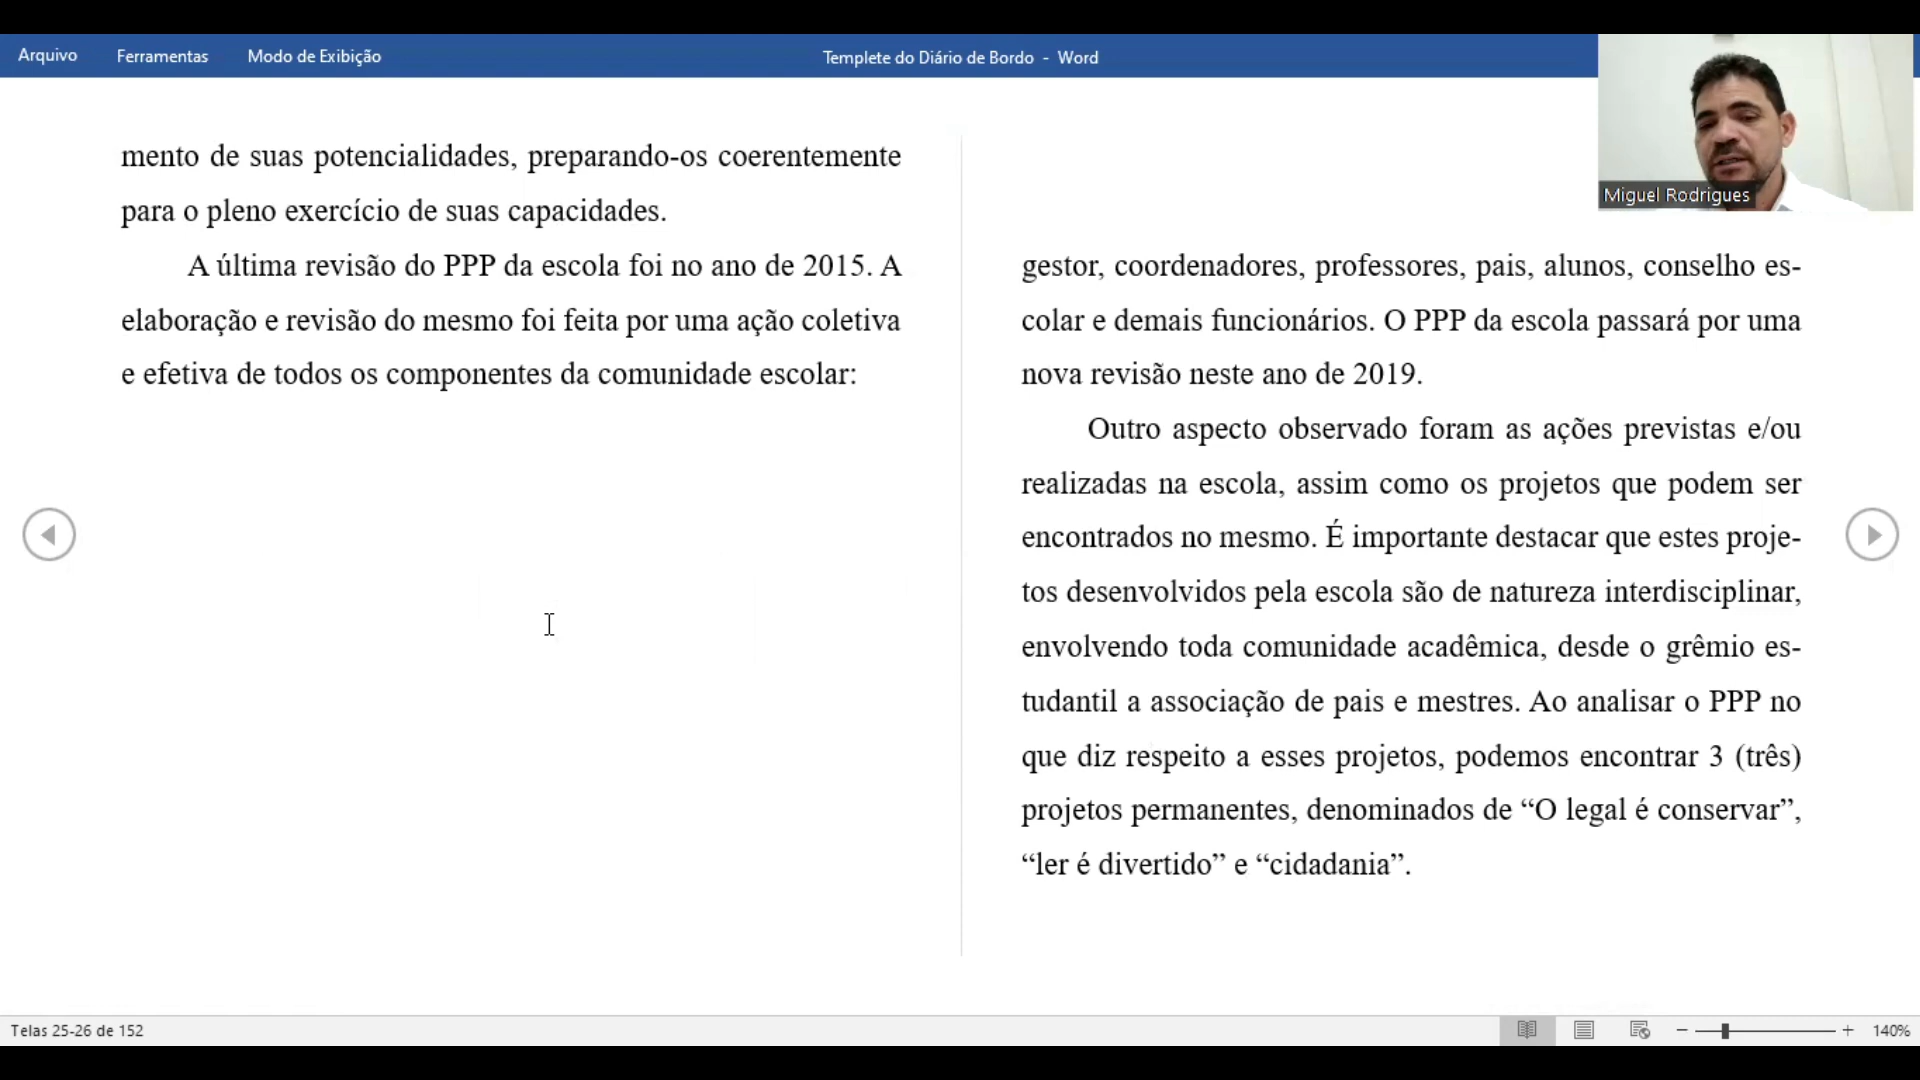 Arquivo Ferramentas Modo de Exibição Templete do Diário de Bordo - Word
Miguel Rodrigues
mento de suas potencialidades, preparando-os coerentemente
para o pleno exercício de suas capacidades.
A última revisão do PPP da escola foi no ano de 2015. A
elaboração e revisão do mesmo foi feita por uma ação coletiva
e efetiva de todos os componentes da comunidade escolar:
gestor, coordenadores, professores, pais, alunos, conselho es-
colar e demais funcionários. O PPP da escola passará por uma
nova revisão neste ano de 2019.
Outro aspecto observado foram as ações previstas e/ou
realizadas na escola, assim como os projetos que podem ser
encontrados no mesmo. É importante destacar que estes proje-
tos desenvolvidos pela escola são de natureza interdisciplinar,
envolvendo toda comunidade acadêmica, desde o grêmio es-
tudantil a associação de pais e mestres. Ao analisar o PPP no
que diz respeito a esses projetos, podemos encontrar 3 (três)
projetos permanentes, denominados de “O legal é conservar”,
“ler é divertido” e “cidadania”.
Telas 25-26 de 152
140%